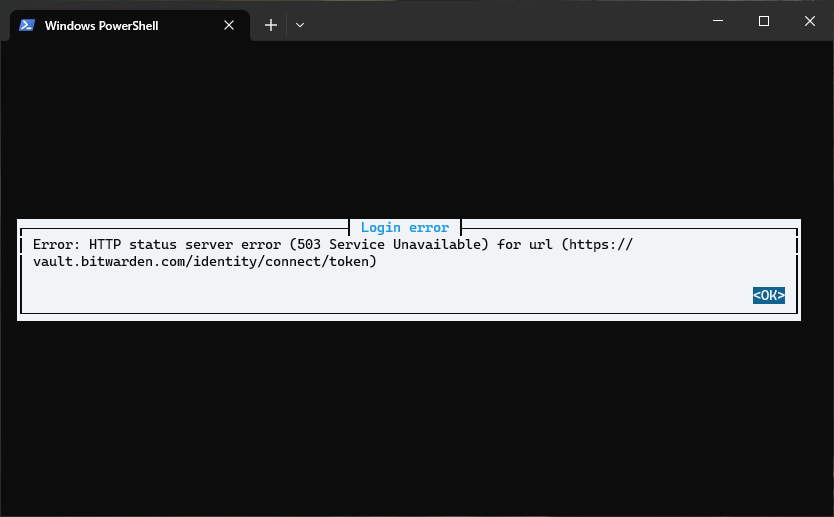 Windows PowerShell
Login error
Error: HTTP status server error (503 Service Unavailable) for url (https://
vault.bitwarden.com/identity/connect/token)
<OK>